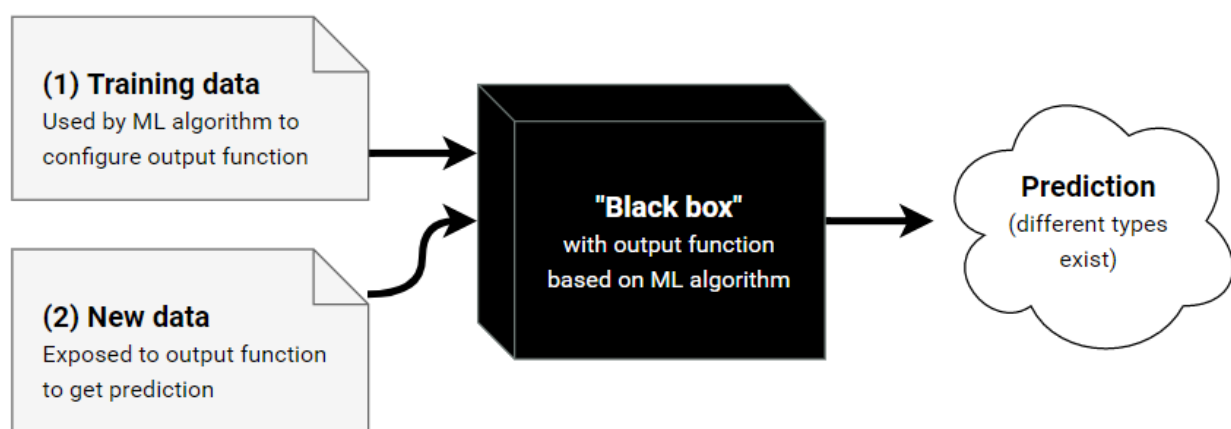 (1) Training data
Used by ML algorithm to
configure output function
(2) New data
Exposed to output function
to get prediction
"Black box"
with output function
based on ML algorithm
Prediction
(different types
exist)